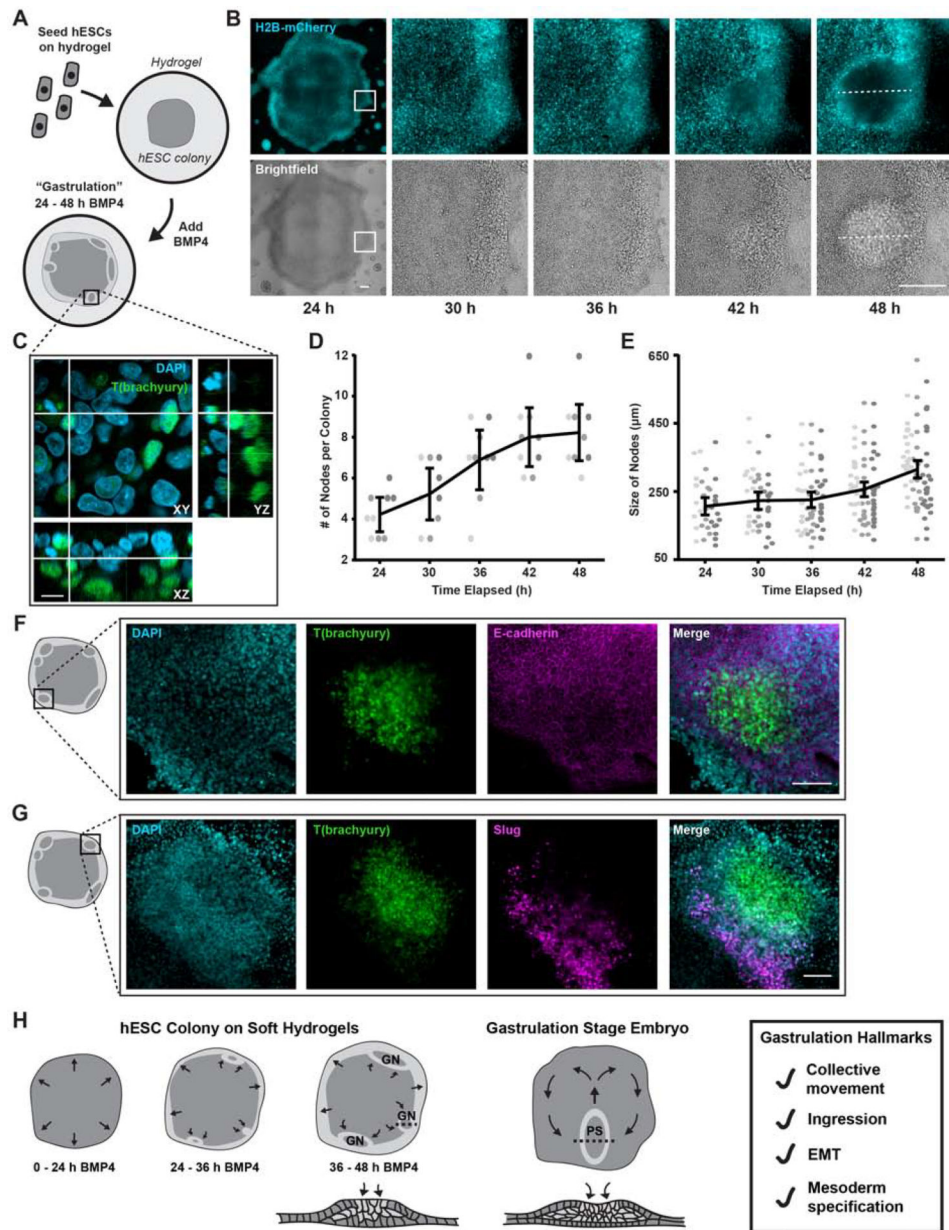 A
Seed hESCs
on hydrogel
Hydrogel
hESC colony
"Gastrulation"
24 - 48 h BMP4
Add
BMP4
B
H2B-mCherry
Brightfield
24 h
30 h
36 h
42 h
48 h
C
DAPI
T(brachyury)
XY
YZ
XZ
D
# of Nodes per Colony
12
10
8
6
4
2
24
30
36
42
48
Time Elapsed (h)
E
Size of Nodes (μm)
650
450
250
50
24
30
36
42
48
Time Elapsed (h)
F
DAPI
T(brachyury)
E-cadherin
Merge
G
DAPI
T(brachyury)
Slug
Merge
H
hESC Colony on Soft Hydrogels
GN
GN
GN
0 - 24 h BMP4
24 - 36 h BMP4
36 - 48 h BMP4
Gastrulation Stage Embryo
PS
Gastrulation Hallmarks
Collective
movement
Ingression
EMT
Mesoderm
specification